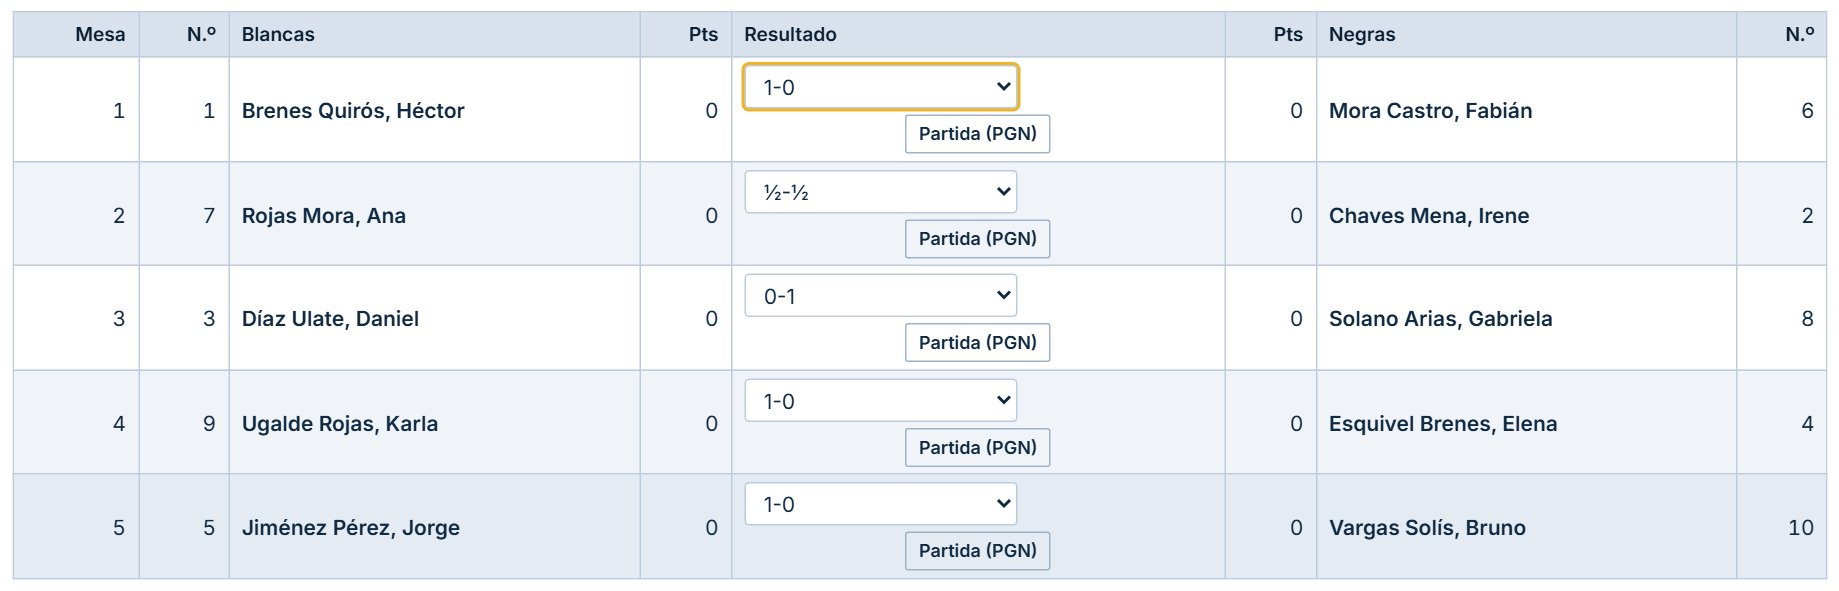 Mesa N.º Blancas Pts Resultado Pts Negras N.º
1 1 Brenes Quirós, Héctor 0 1-0 0 Mora Castro, Fabián 6
Partida (PGN)
2 7 Rojas Mora, Ana 0 ½-½ 0 Chaves Mena, Irene 2
Partida (PGN)
3 3 Díaz Ulate, Daniel 0 0-1 0 Solano Arias, Gabriela 8
Partida (PGN)
4 9 Ugalde Rojas, Karla 0 1-0 0 Esquivel Brenes, Elena 4
Partida (PGN)
5 5 Jiménez Pérez, Jorge 0 1-0 0 Vargas Solís, Bruno 10
Partida (PGN)